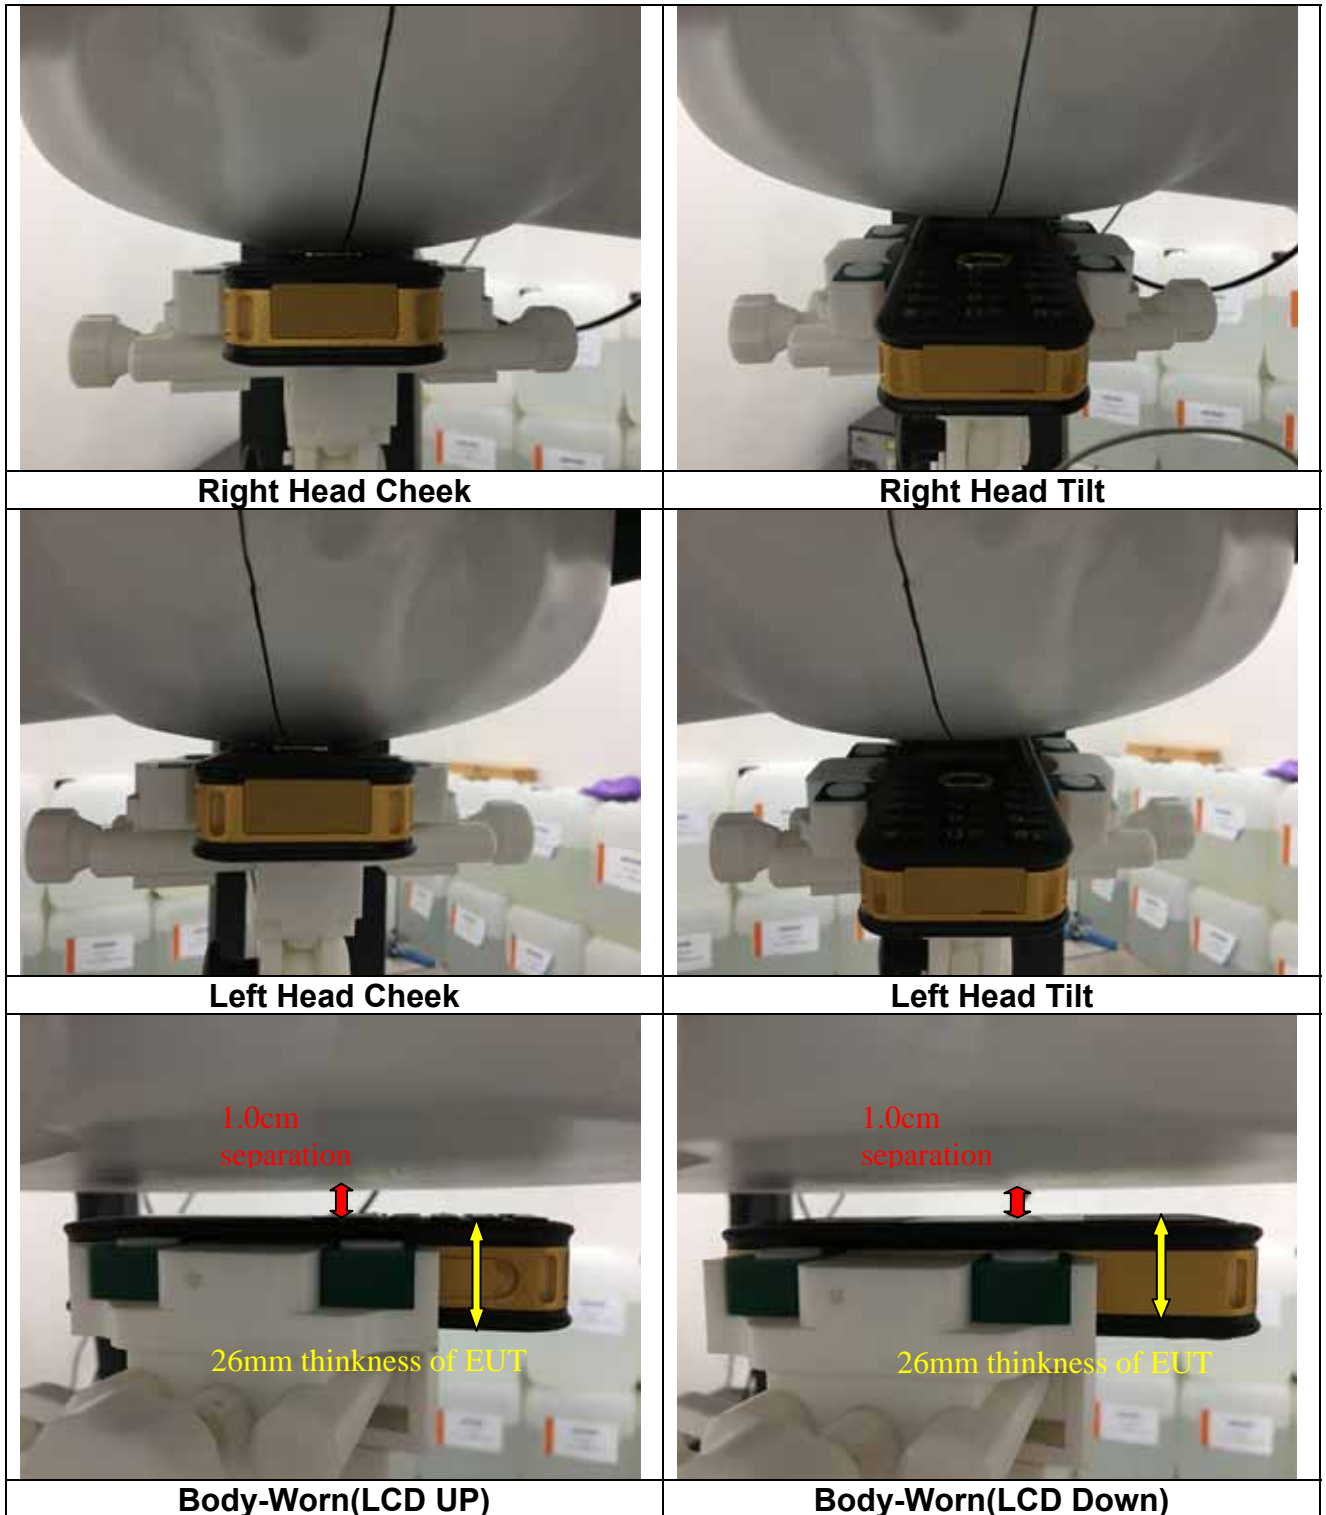 Right Head Cheek
Right Head Tilt
Left Head Cheek
Left Head Tilt
1.0cm
separation
26mm thinkness of EUT
1.0cm
separation
26mm thinkness of EUT
Body-Worn(LCD UP)
Body-Worn(LCD Down)